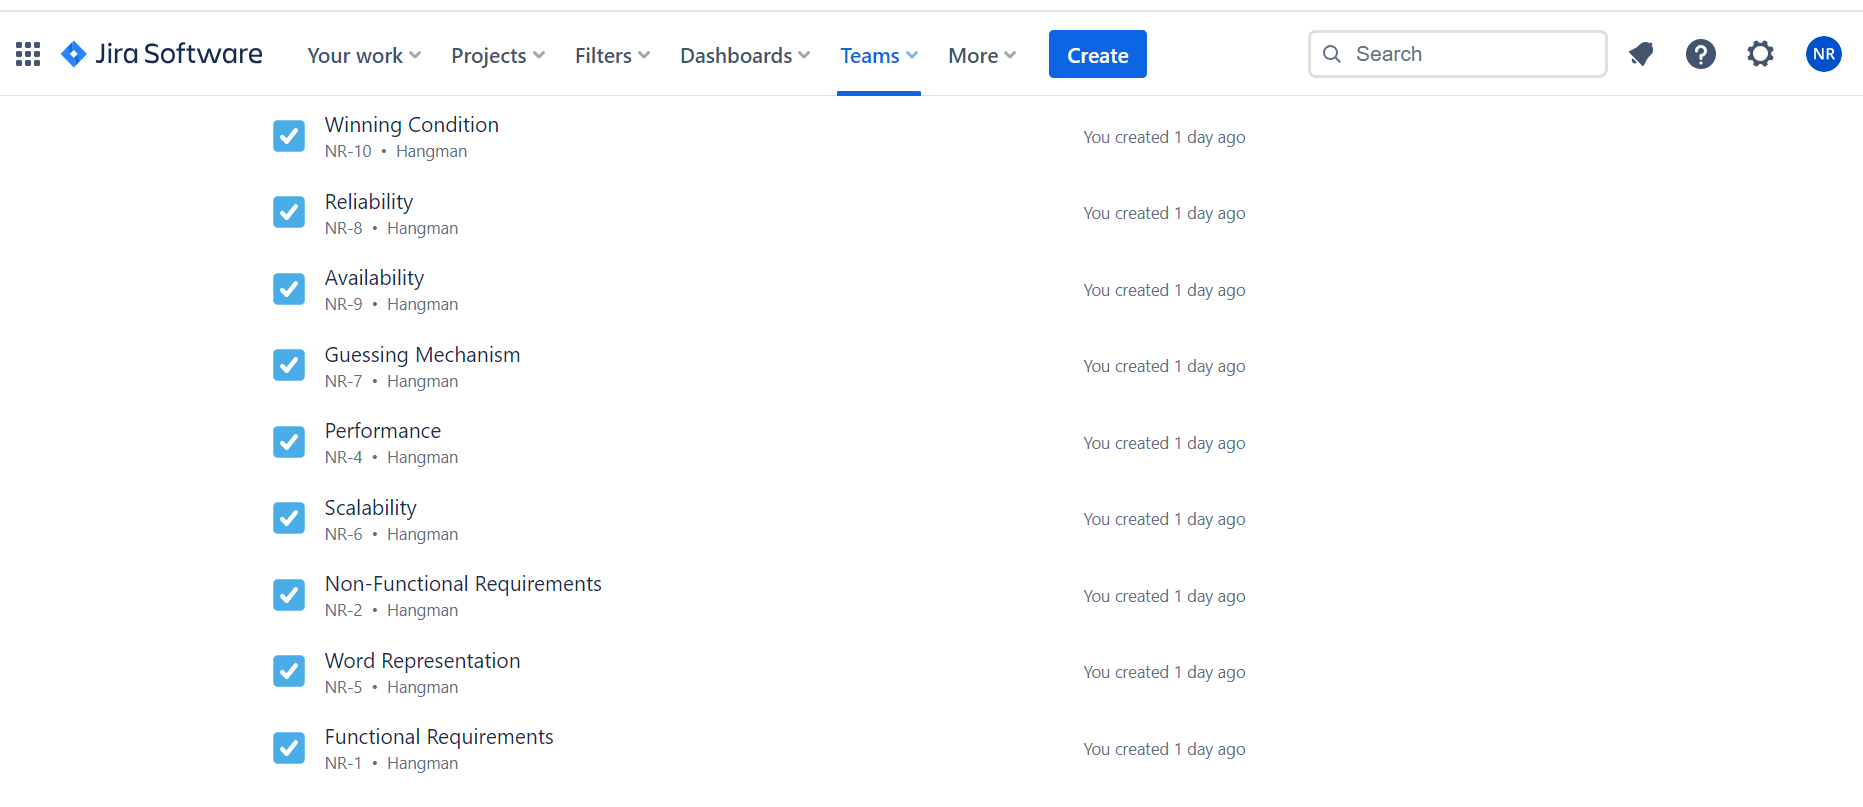 Jira Software Your work Projects Filters Dashboards Teams More Create Search NR
Winning Condition
NR-10 • Hangman
You created 1 day ago
Reliability
NR-8 • Hangman
You created 1 day ago
Availability
NR-9 • Hangman
You created 1 day ago
Guessing Mechanism
NR-7 • Hangman
You created 1 day ago
Performance
NR-4 • Hangman
You created 1 day ago
Scalability
NR-6 • Hangman
You created 1 day ago
Non-Functional Requirements
NR-2 • Hangman
You created 1 day ago
Word Representation
NR-5 • Hangman
You created 1 day ago
Functional Requirements
NR-1 • Hangman
You created 1 day ago